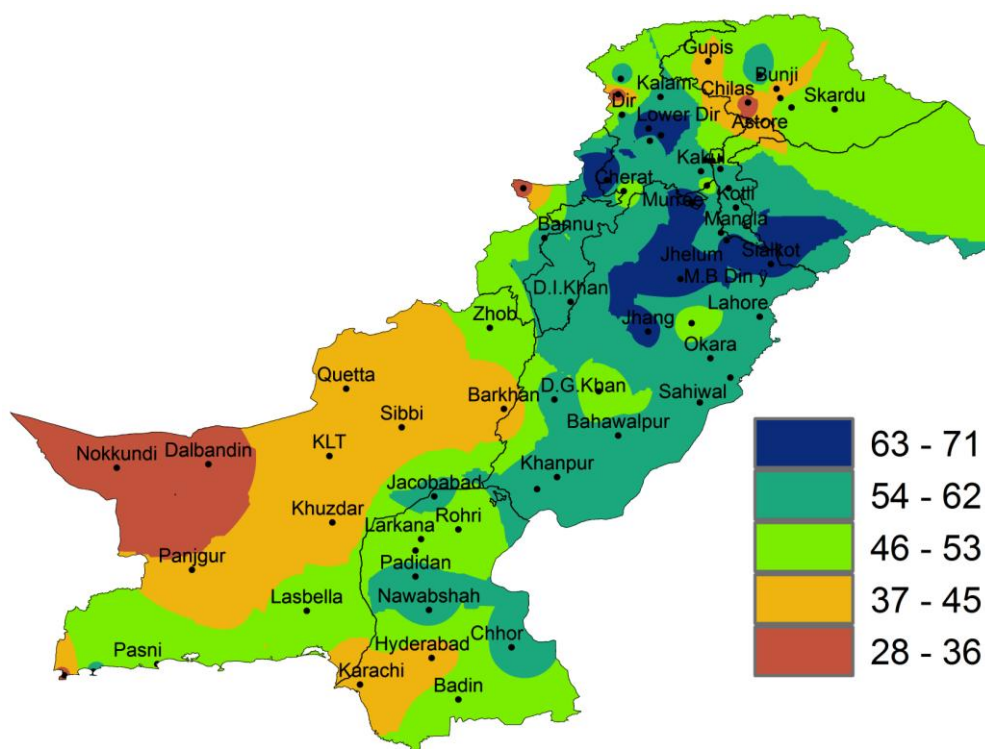 Gupis
Kalam
Bunji
Chilas
Skardu
Dir
Lower Dir
Astore
Kakul
Cherat
Kotli
Murree
Mangla
Bannu
Jhelum
Sialkot
M.B Din ÿ
D.I.Khan
Lahore
Zhob
Jhang
Okara
Quetta
D.G.Khan
Sahiwal
Barkhan
Sibbi
Bahawalpur
KLT
Nokkundi
Dalbandin
Khanpur
Jacobabad
Khuzdar
Rohri
Larkana
Panjgur
Padidan
Lasbella
Nawabshah
Pasni
Hyderabad
Chhor
Karachi
Badin
63 - 71
54 - 62
46 - 53
37 - 45
28 - 36